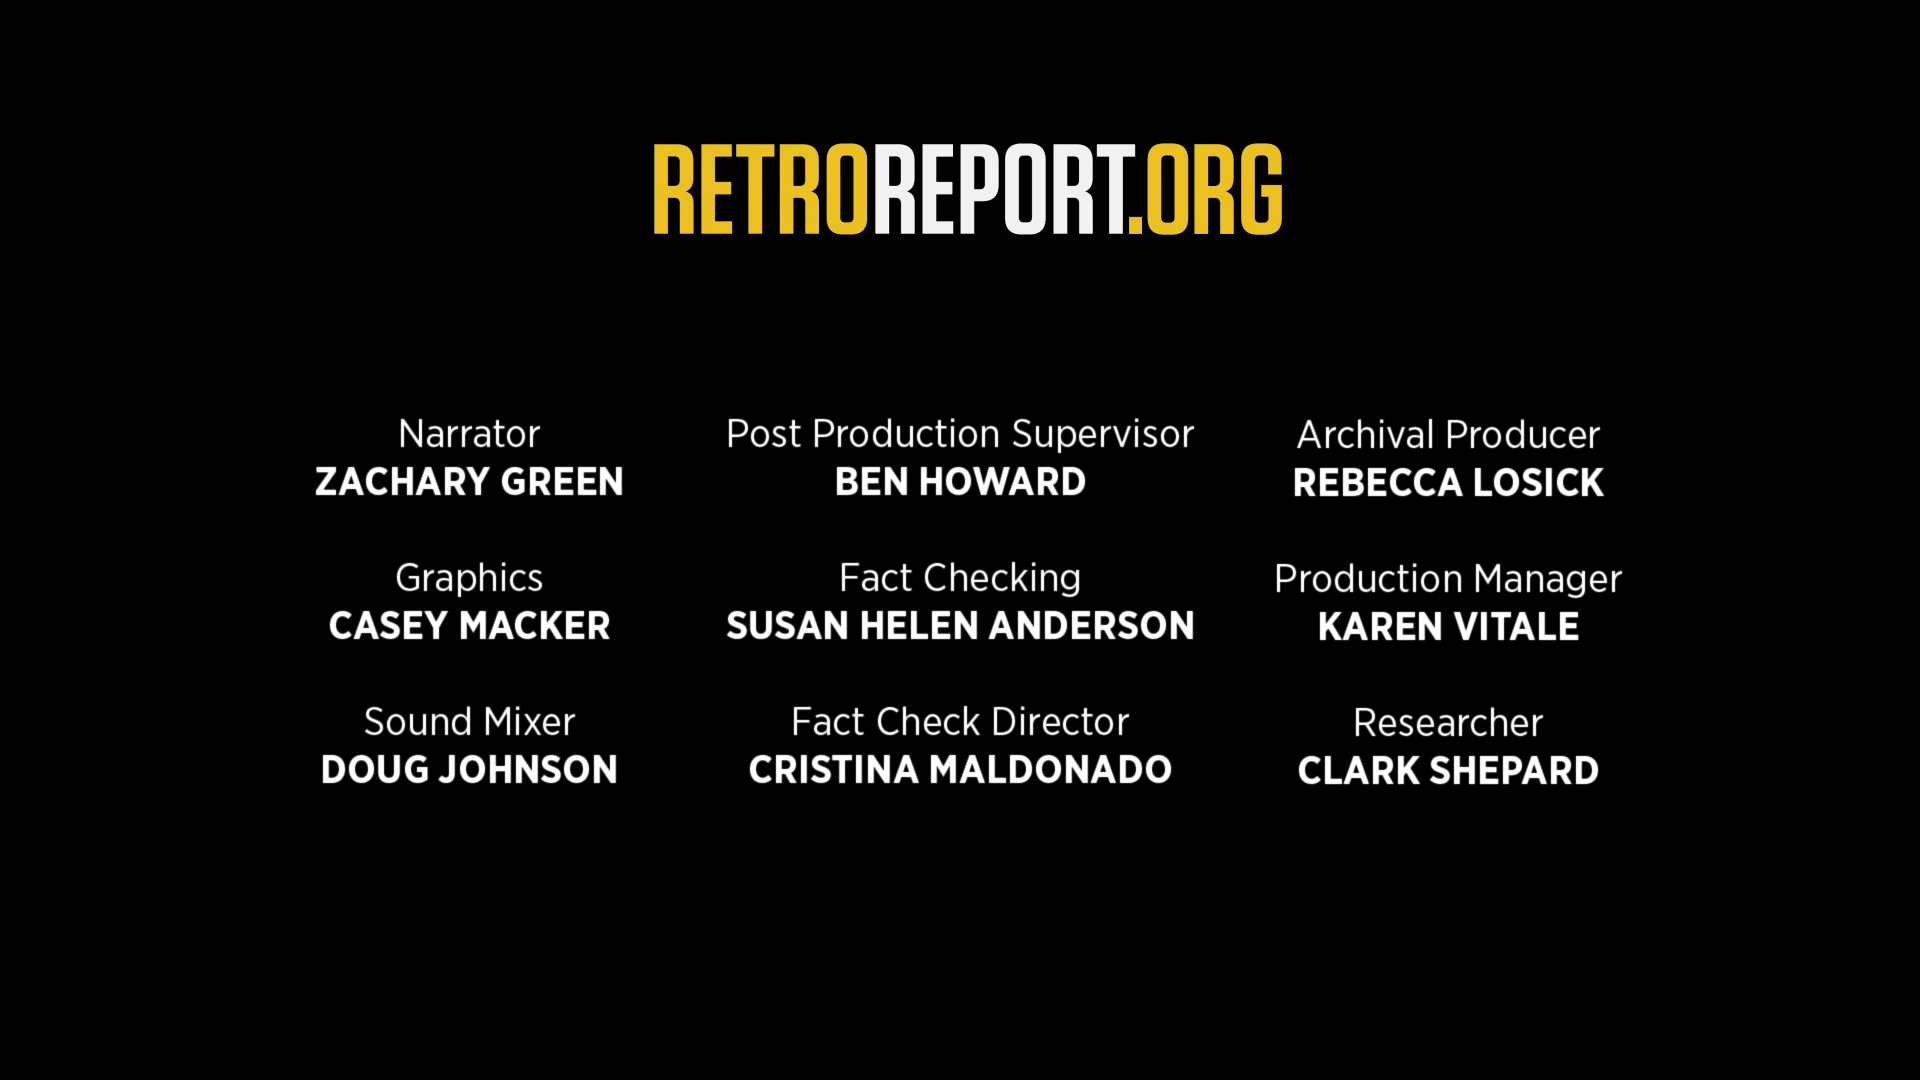 RETROREPORT.ORG
Narrator
ZACHARY GREEN
Graphics
CASEY MACKER
Sound Mixer
DOUG JOHNSON
Post Production Supervisor
BEN HOWARD
Fact Checking
SUSAN HELEN ANDERSON
Fact Check Director
CRISTINA MALDONADO
Archival Producer
REBECCA LOSICK
Production Manager
KAREN VITALE
Researcher
CLARK SHEPARD